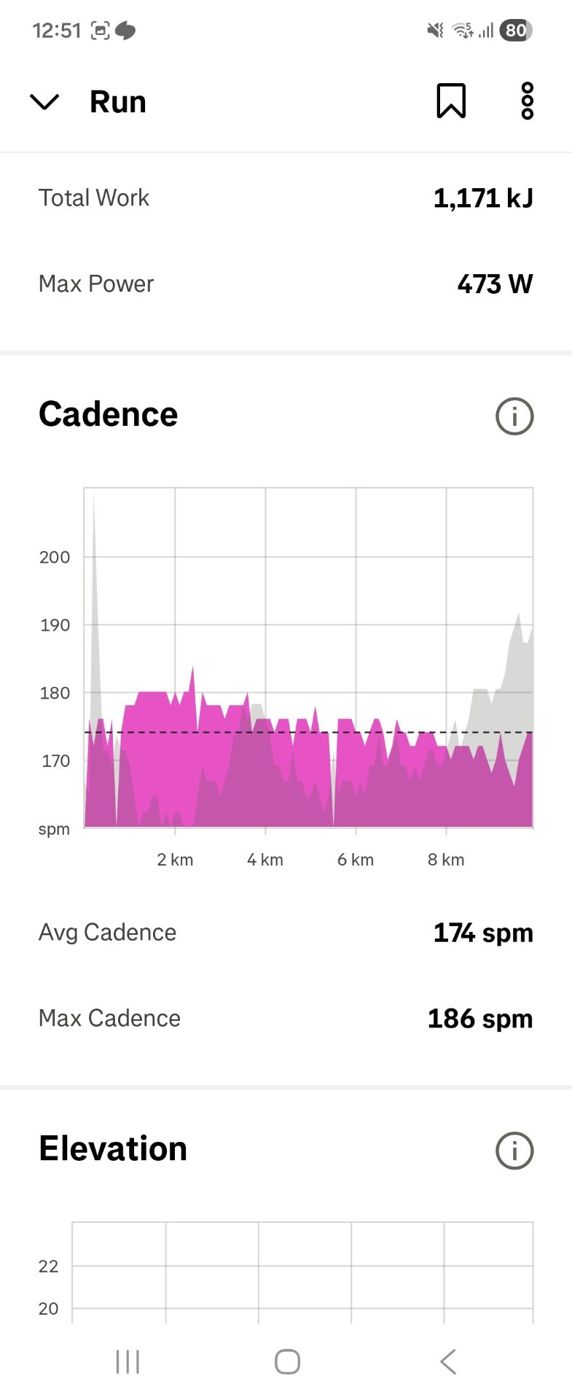 12:51 80
Run
Total Work 1,171 kJ
Max Power 473 W
Cadence
200
190
180
170
spm
2 km 4 km 6 km 8 km
Avg Cadence 174 spm
Max Cadence 186 spm
Elevation
22
20